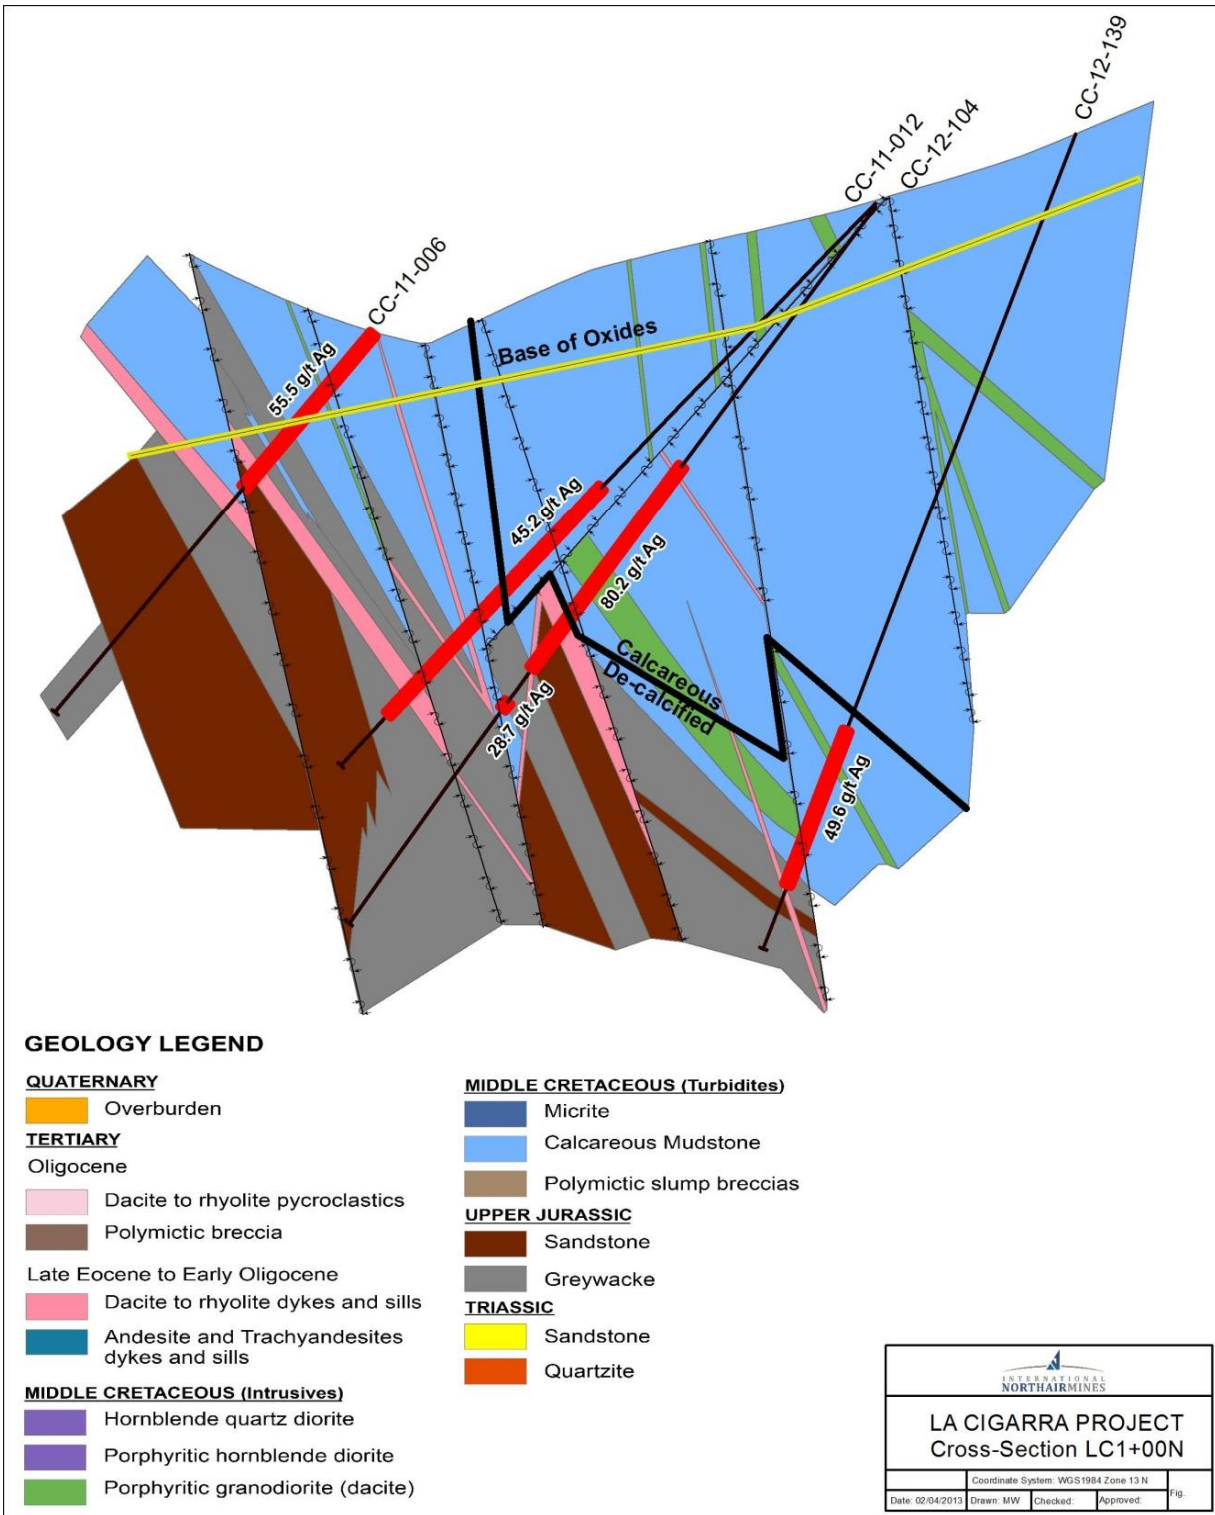 CC-12-139
CC-11-012
CC-12-104
CC-11-006
Base of Oxides
55.5 g/t Ag
45.2 g/t Ag
80.2 g/t Ag
Calcareous
De-calcified
28.7 g/t Ag
49.6 g/t Ag
GEOLOGY LEGEND
QUATERNARY
Overburden
TERTIARY
Oligocene
Dacite to rhyolite pycroclastics
Polymictic breccia
Late Eocene to Early Oligocene
Dacite to rhyolite dykes and sills
Andesite and Trachyandesites
dykes and sills
MIDDLE CRETACEOUS (Intrusives)
Hornblende quartz diorite
Porphyritic hornblende diorite
Porphyritic granodiorite (dacite)
MIDDLE CRETACEOUS (Turbidites)
Micrite
Calcareous Mudstone
Polymictic slump breccias
UPPER JURASSIC
Sandstone
Greywacke
TRIASSIC
Sandstone
Quartzite
INTERNATIONAL
NORTHAIR MINES
LA CIGARRA PROJECT
Cross-Section LC1+00N
Coordinate System: WGS1984 Zone 13 N
Date: 02/04/2013 Drawn: MW Checked: Approved: Fig.